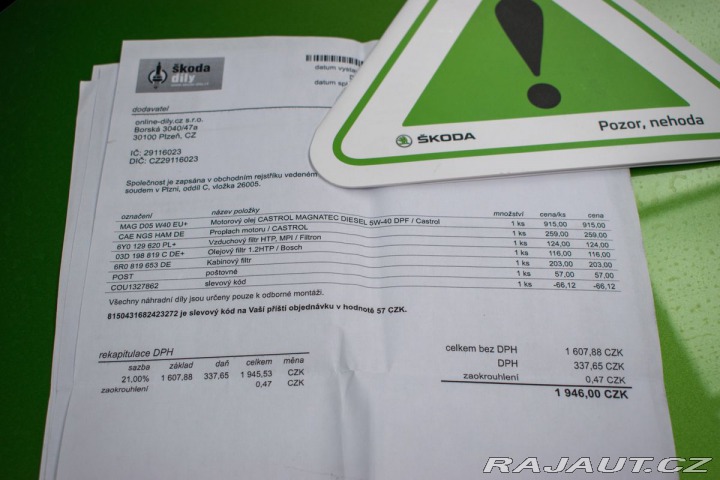 škoda
díly
datum
datum
dodavatel
online-dily.cz s.r.o.
Borská 3040/47a
30100 Plzeň, CZ
IČ: 29116023
DIČ: CZ29116023
Společnost je zapsána v obchodním rejstříku vedeném
soudem v Plzni, oddíl C, vložka 26005.
označení název položky množství cena/ks cena
MAG D05 W40 EU+ Motorový olej CASTROL MAGNATEC DIESEL 5W-40 DPF / Castrol 1 ks 915,00 915,00
CAE NGS HAM DE Proplach motoru / CASTROL 1 ks 259,00 259,00
6Y0 129 620 PL+ Vzduchový filtr HTP, MPI / Filtron 1 ks 124,00 124,00
03D 198 819 C DE+ Olejový filtr 1.2HTP / Bosch 1 ks 116,00 116,00
6R0 819 653 DE Kabinový filtr 1 ks 203,00 203,00
POST poštovné 1 ks 57,00 57,00
COU1327862 slevový kód 1 ks -66,12 -66,12
Všechny náhradní díly jsou určeny pouze k odborné montáži.
8150431682423272 je slevový kód na Vaší příští objednávku v hodnotě 57 CZK.
rekapitulace DPH
sazba základ daň celkem měna
21,00% 1 607,88 337,65 1 945,53 CZK
zaokrouhlení 0,47 CZK
celkem bez DPH 1 607,88 CZK
DPH 337,65 CZK
zaokrouhlení 0,47 CZK
1 946,00 CZK
ŠKODA
Pozor, nehoda
RAJAUT.CZ